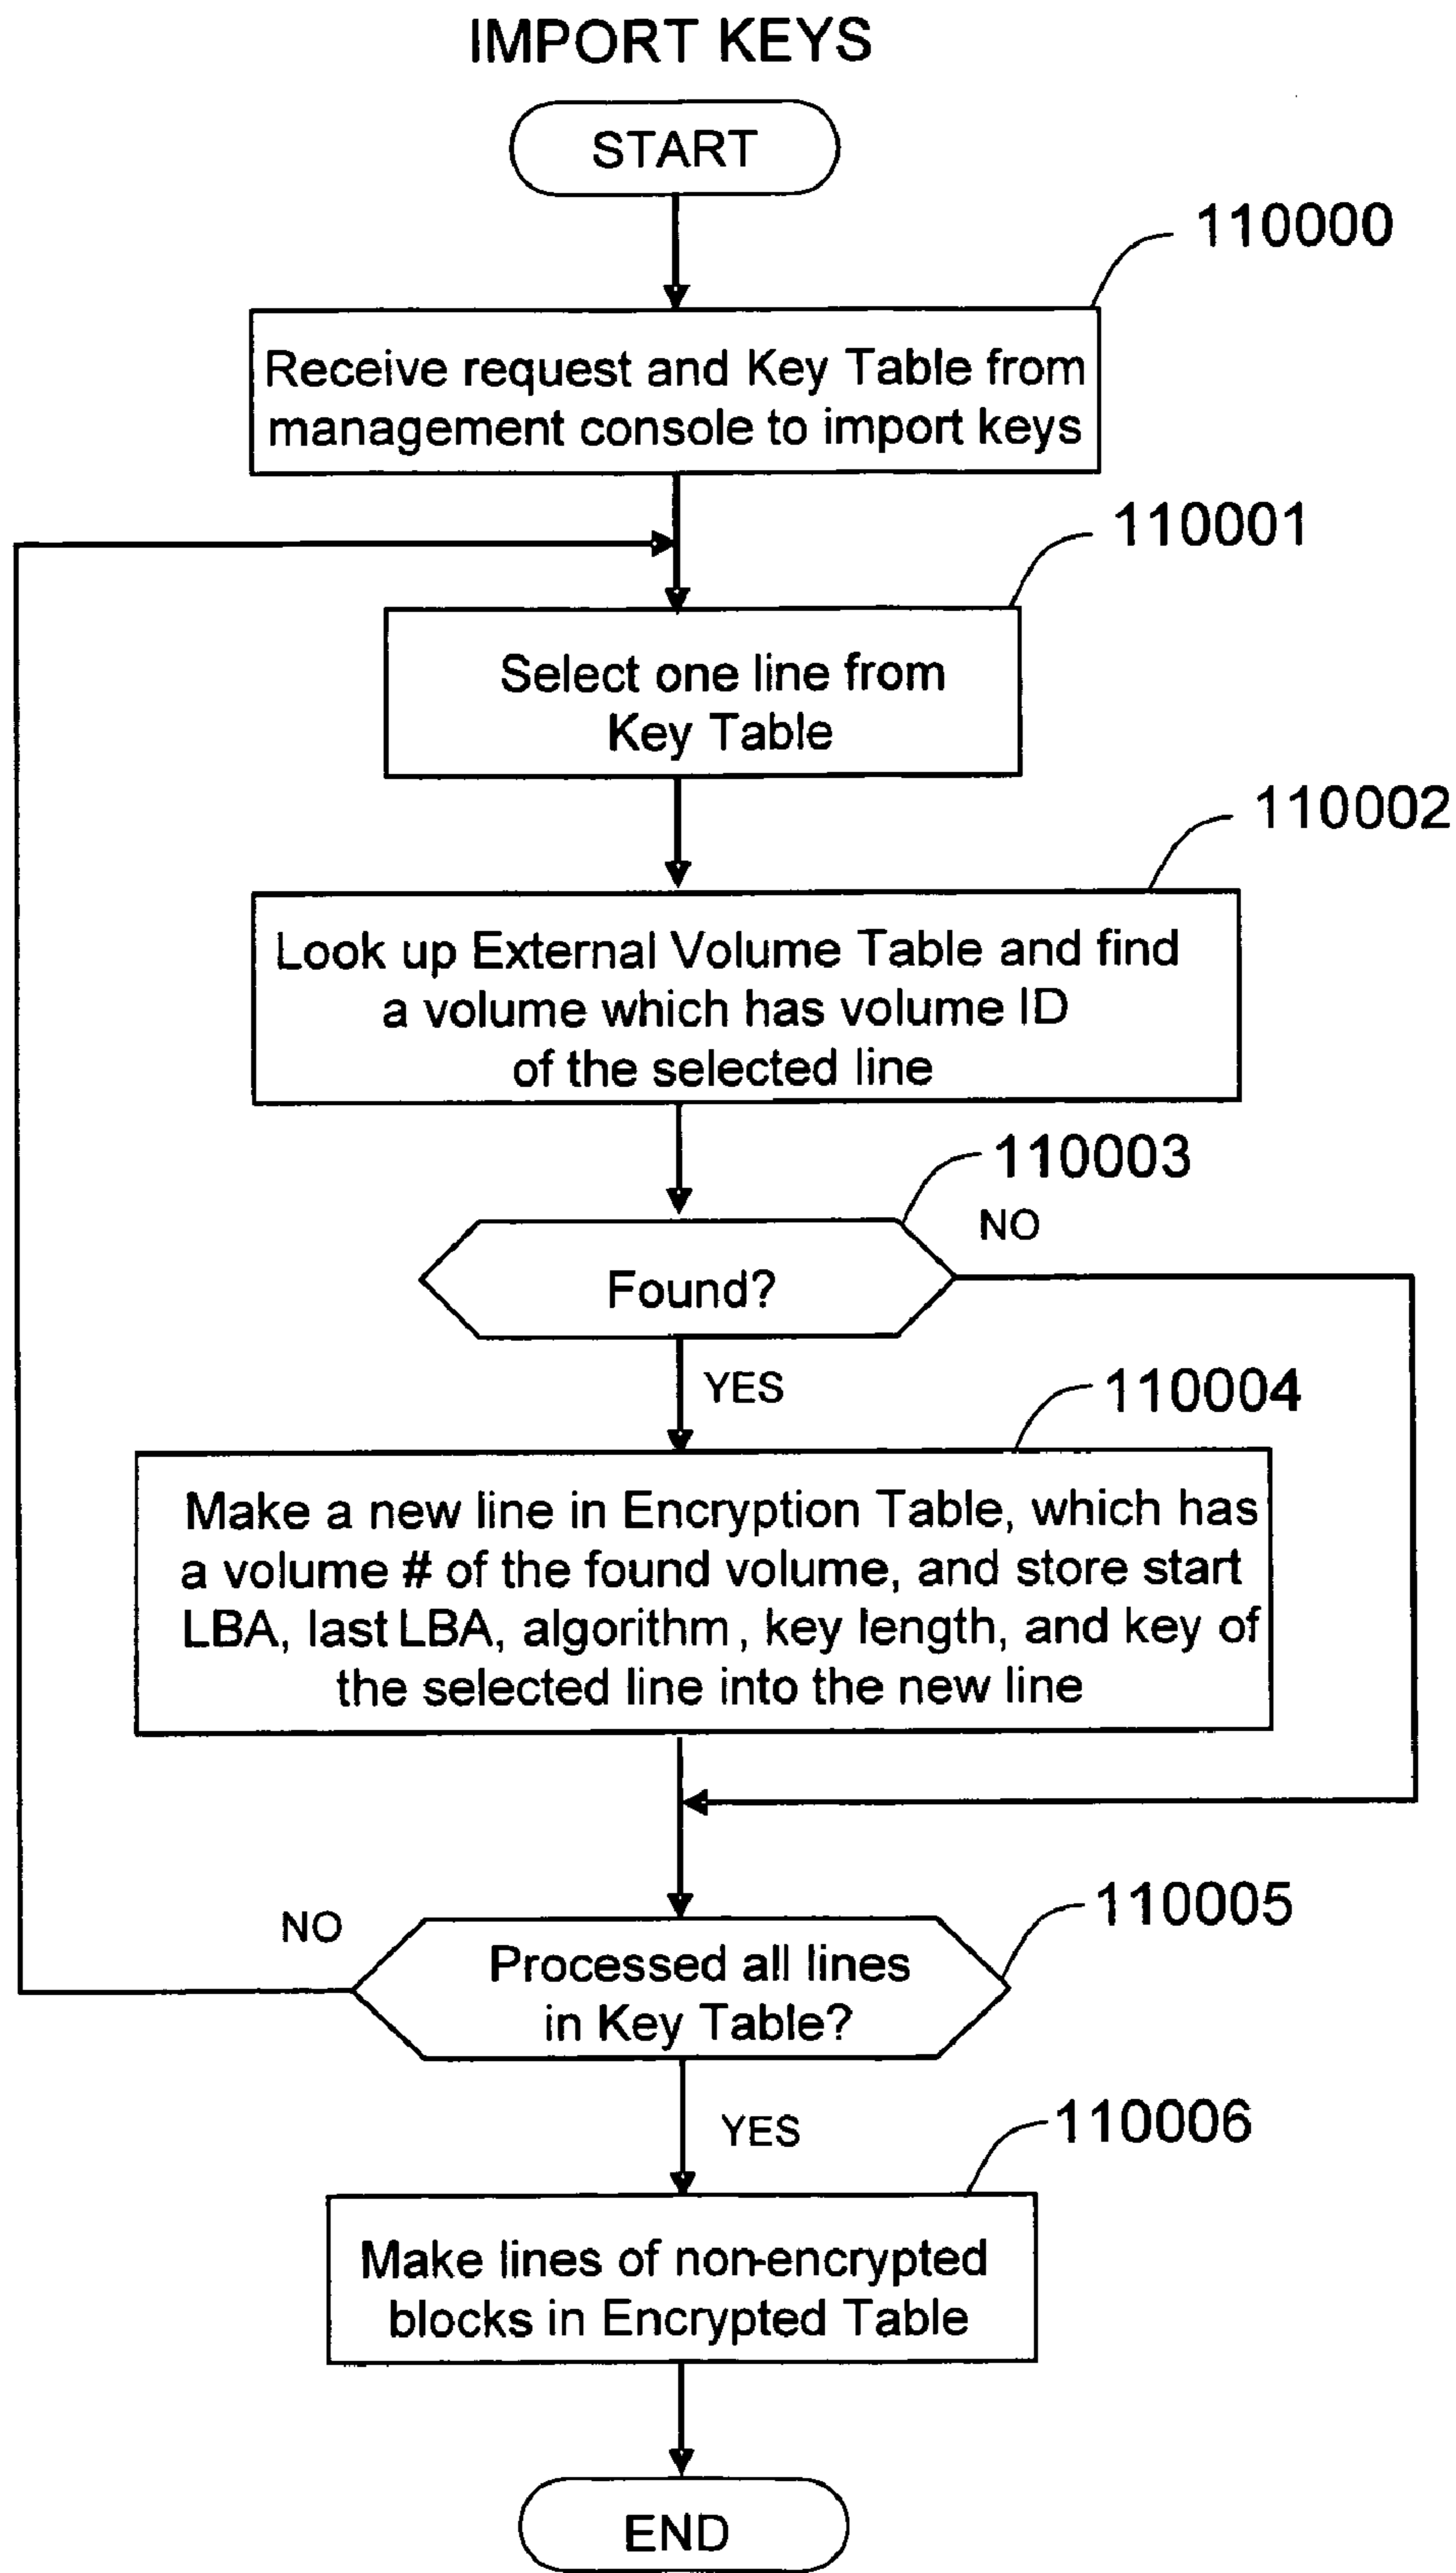 IMPORT KEYS
START
110000
Receive request and Key Table from
management console to import keys
110001
Select one line from
Key Table
110002
Look up External Volume Table and find
a volume which has volume ID
of the selected line
110003
NO
Found?
YES
110004
Make a new line in Encryption Table, which has
a volume # of the found volume, and store start
LBA, last LBA, algorithm, key length, and key of
the selected line into the new line
110005
NO
Processed all lines
in Key Table?
YES
110006
Make lines of non-encrypted
blocks in Encrypted Table
END